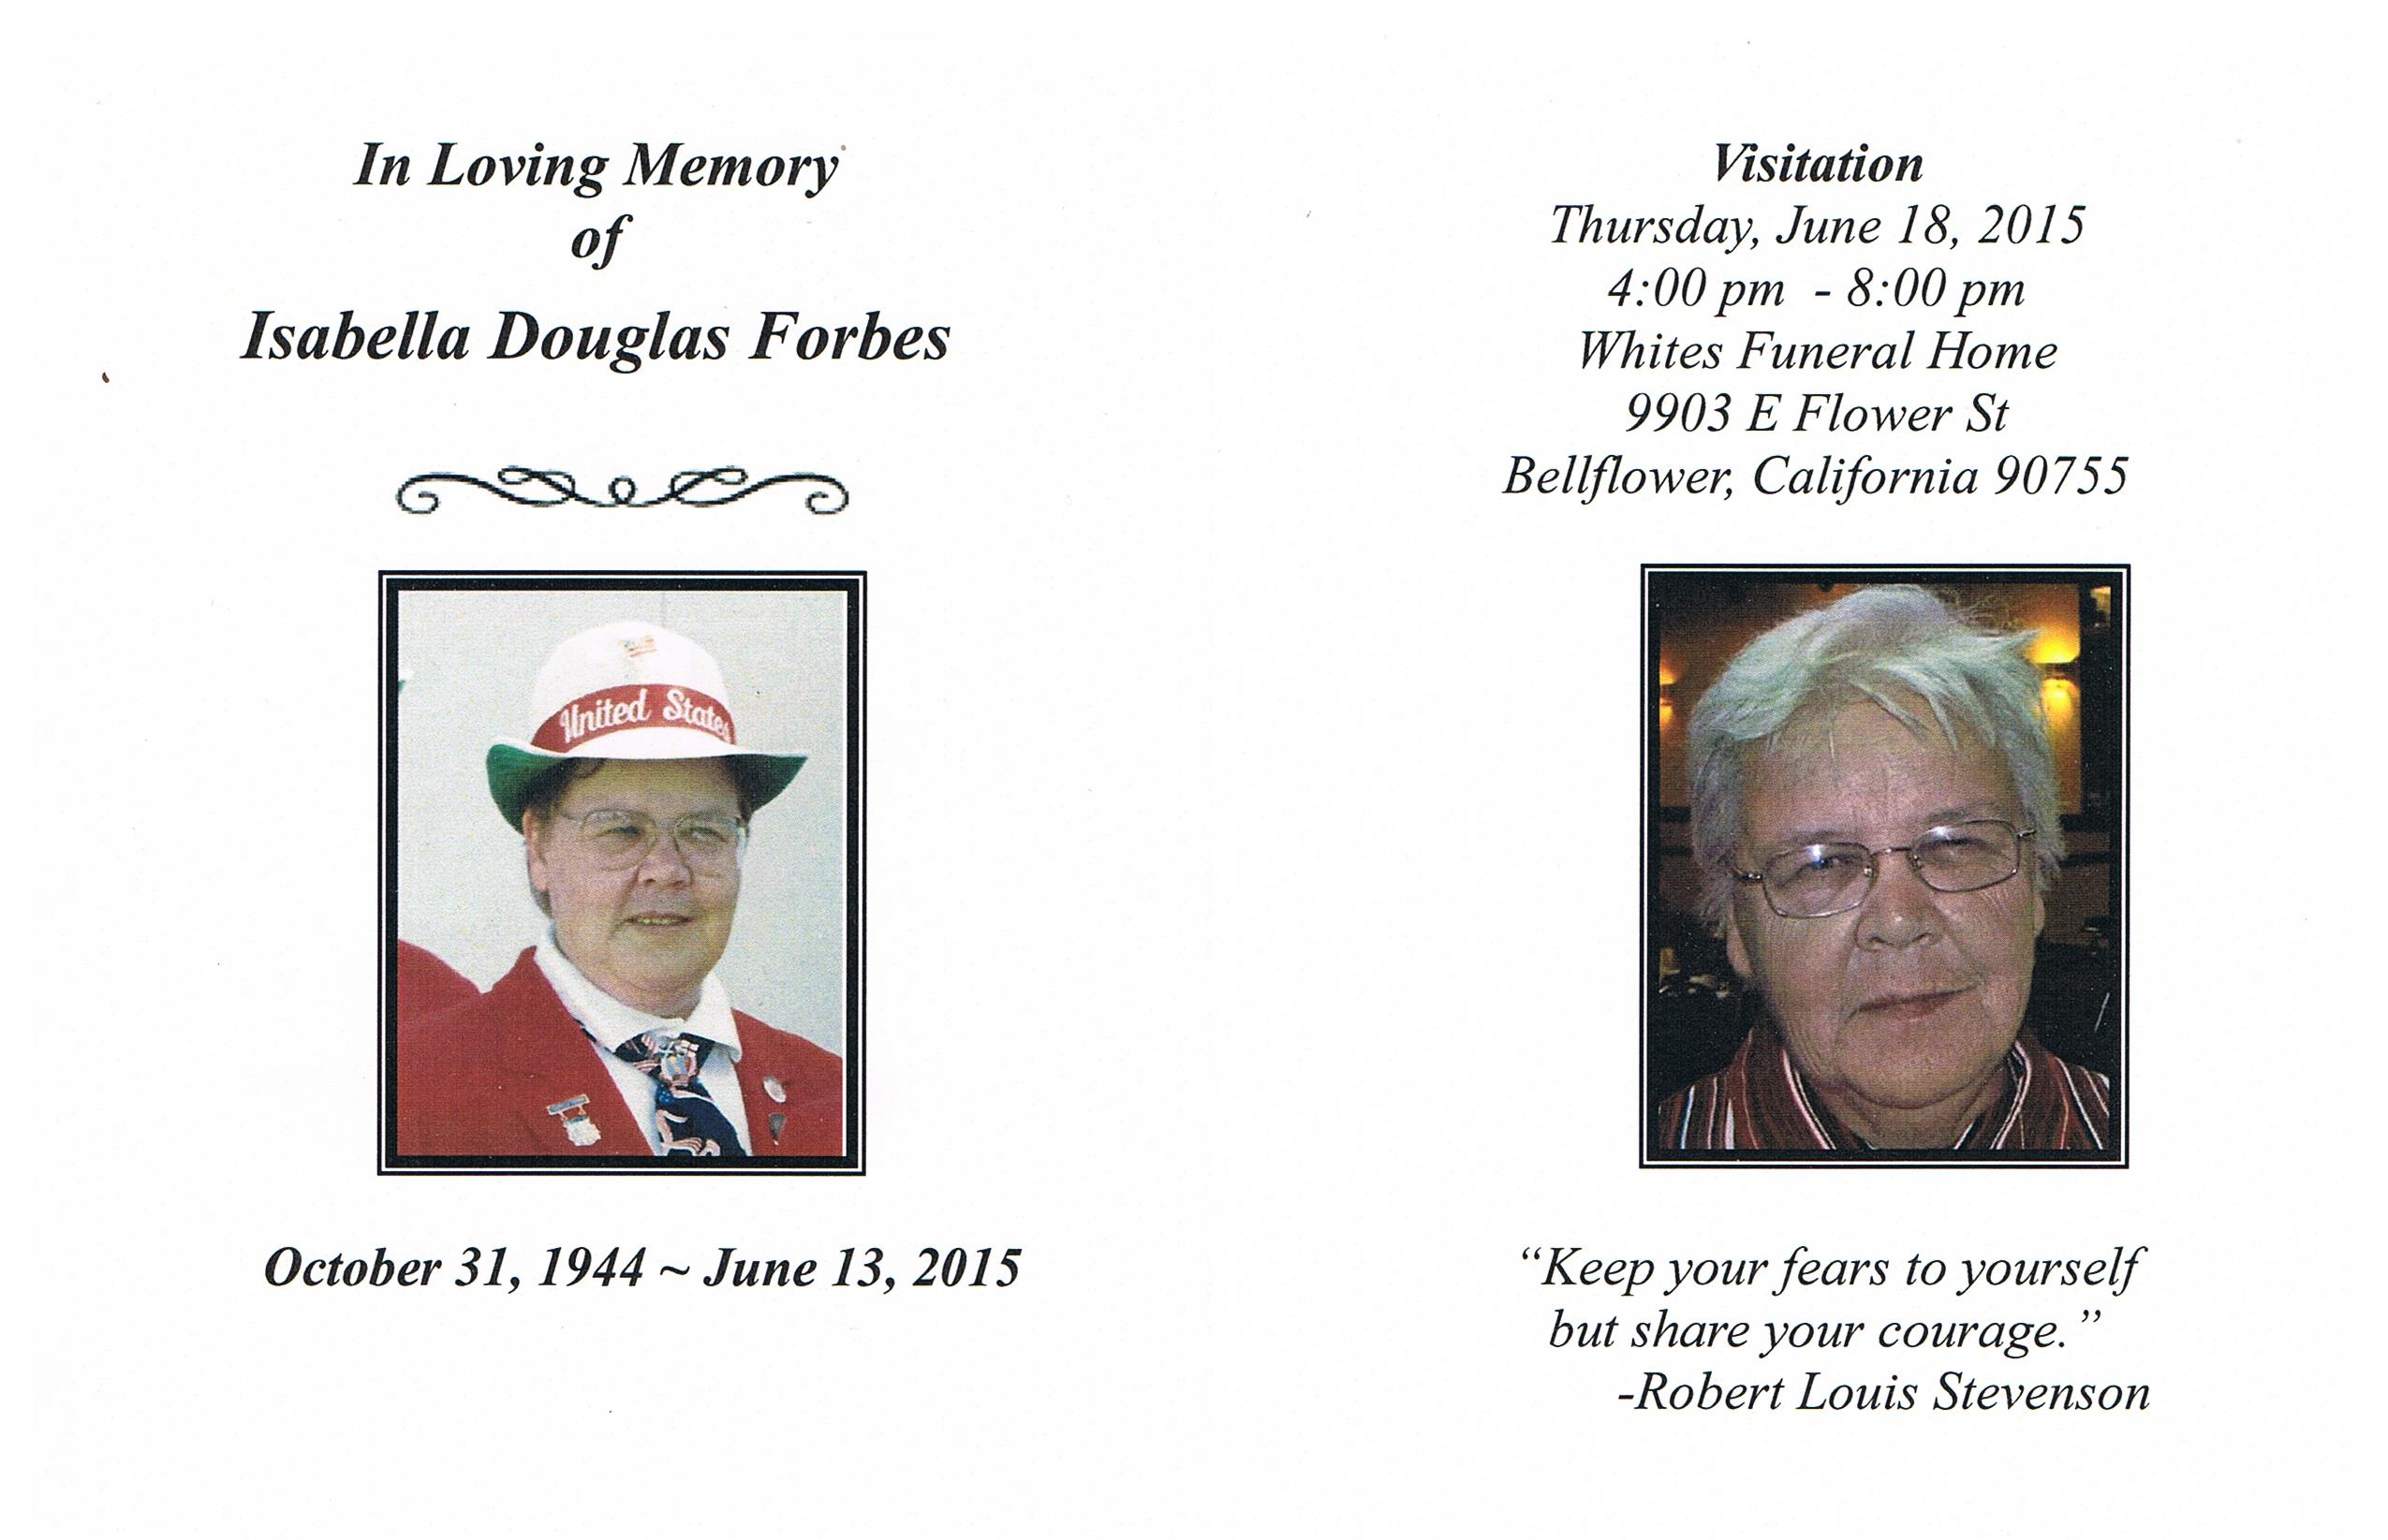 In Loving Memory
of
Isabella Douglas Forbes
United States
October 31, 1944 ~ June 13, 2015
Visitation
Thursday, June 18, 2015
4:00 pm - 8:00 pm
Whites Funeral Home
9903 E Flower St
Bellflower, California 90755
“Keep your fears to yourself
but share your courage.”
-Robert Louis Stevenson